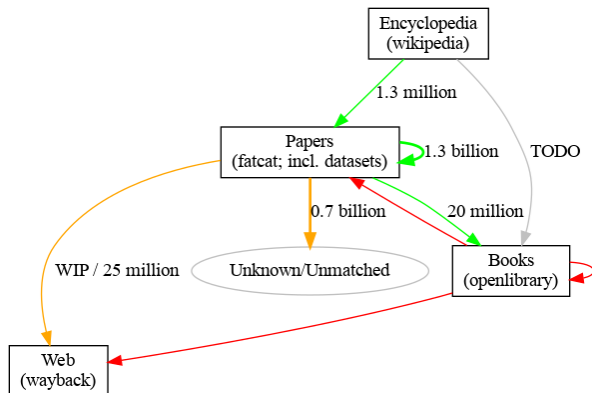 Encyclopedia
(wikipedia)
1.3 million
Papers
(fatcat; incl. datasets)
1.3 billion
TODO
0.7 billion
20 million
WIP / 25 million
Unknown/Unmatched
Books
(openlibrary)
Web
(wayback)